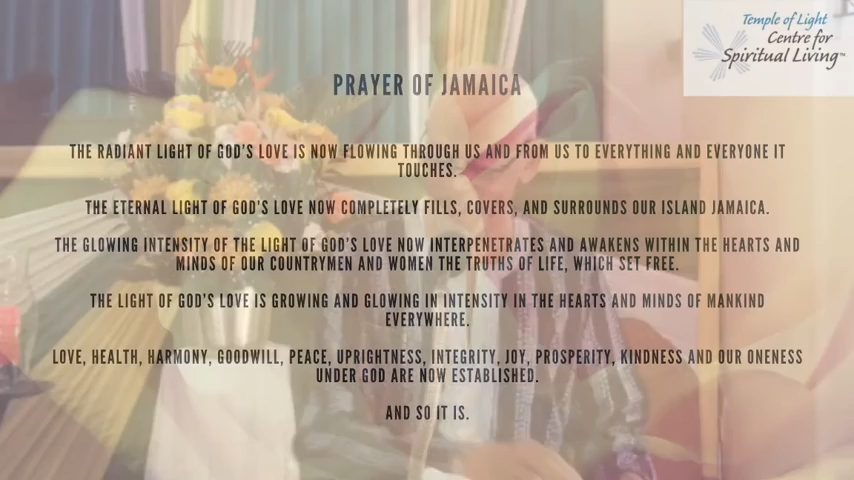 Temple of Light
Centre for
Spiritual Living™
PRAYER OF JAMAICA
THE RADIANT LIGHT OF GOD'S LOVE IS NOW FLOWING THROUGH US AND FROM US TO EVERYTHING AND EVERYONE IT
TOUCHES.
THE ETERNAL LIGHT OF GOD'S LOVE NOW COMPLETELY FILLS, COVERS, AND SURROUNDS OUR ISLAND JAMAICA.
THE GLOWING INTENSITY OF THE LIGHT OF GOD'S LOVE NOW INTERPENETRATES AND AWAKENS WITHIN THE HEARTS AND
MINDS OF OUR COUNTRYMEN AND WOMEN THE TRUTHS OF LIFE, WHICH SET FREE.
THE LIGHT OF GOD'S LOVE IS GROWING AND GLOWING IN INTENSITY IN THE HEARTS AND MINDS OF MANKIND
EVERYWHERE.
LOVE, HEALTH, HARMONY, GOODWILL, PEACE, UPRIGHTNESS, INTEGRITY, JOY, PROSPERITY, KINDNESS AND OUR ONENESS
UNDER GOD ARE NOW ESTABLISHED.
AND SO IT IS.